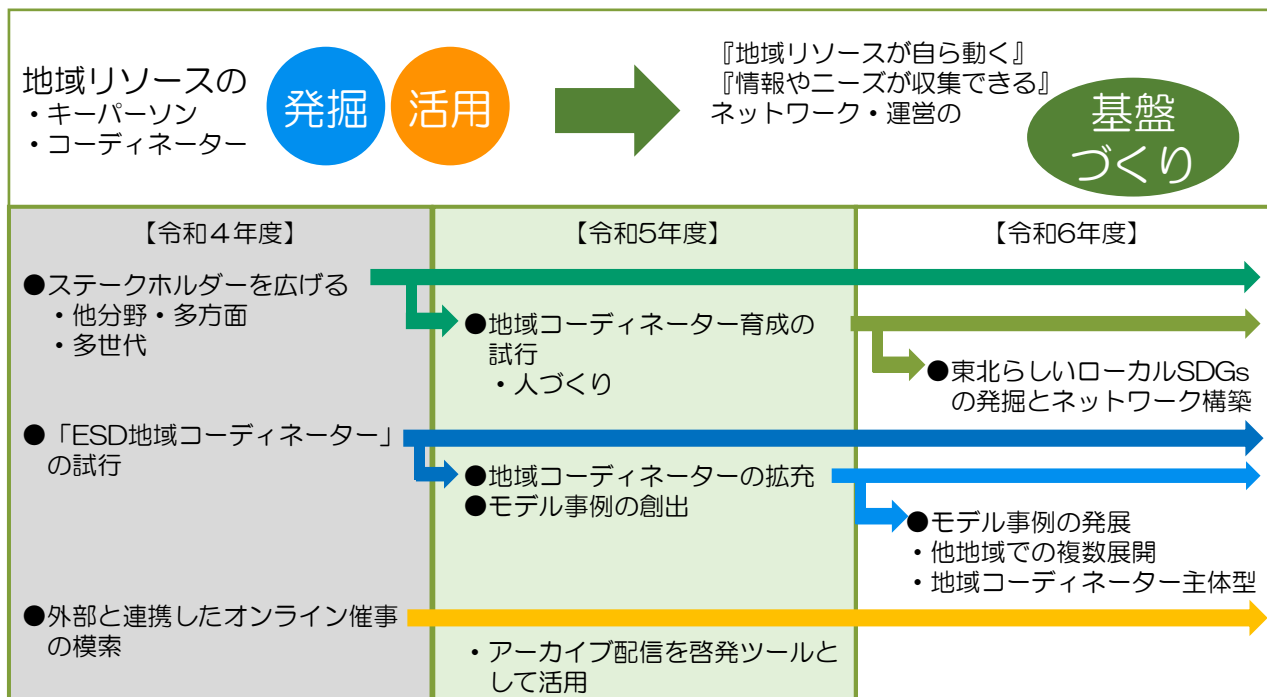 地域リソースの
・キーパーソン
・コーディネーター
発掘
活用
『地域リソースが自ら動く』
『情報やニーズが収集できる』
ネットワーク・運営の
基盤
づくり
【令和４年度】
●ステークホルダーを広げる
・他分野・多方面
・多世代
●「ESD地域コーディネーター」
の試行
●外部と連携したオンライン催事
の模索
【令和5年度】
●地域コーディネーター育成の
試行
・人づくり
●地域コーディネーターの拡充
●モデル事例の創出
・アーカイブ配信を啓発ツールと
して活用
【令和6年度】
●東北らしいローカルSDGs
の発掘とネットワーク構築
●モデル事例の発展
・他地域での複数展開
・地域コーディネーター主体型